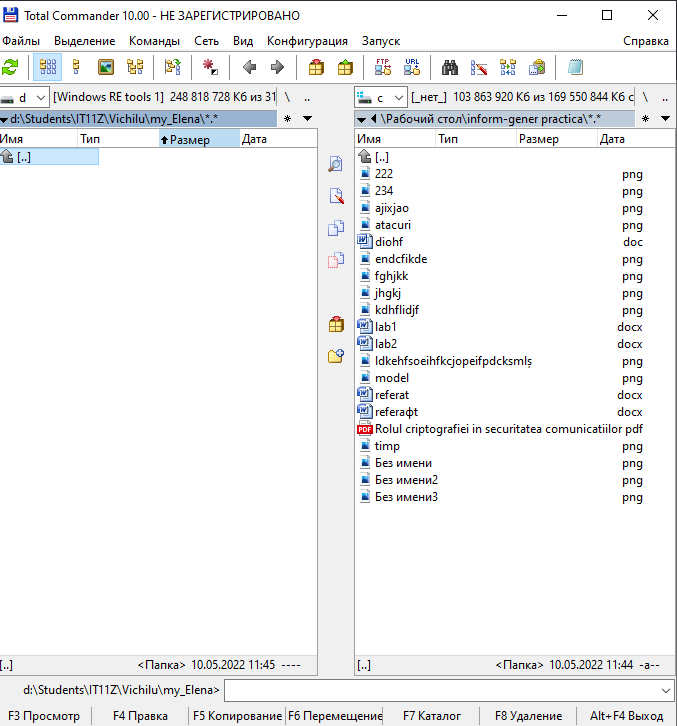 Total Commander 10.00 - НЕ ЗАРЕГИСТРИРОВАНО
Файлы Выделение Команды Сеть Вид Конфигурация Запуск Справка
FTP URL
d [Windows RE tools 1] 248 818 728 Кб из 31 \ ..
c [_нет_] 103 863 920 Кб из 169 550 844 Кб с \ ..
d:\Students\IT11Z\Vichilu\my_Elena\*.* * 
\Рабочий стол\inform-gener practica\*.* *
Имя Тип Размер Дата
[..]
Имя Тип Размер Дата
[..]
222 png
234 png
ajixjao png
atacuri png
diohf doc
endcfikde png
fghjkk png
jhgkj png
kdhflidjf png
lab1 docx
lab2 docx
ldkehfsoeihfkcjopeifpdcksmlș png
model png
referat docx
referaфt docx
PDF Rolul criptografiei in securitatea comunicatiilor pdf
timp png
Без имени png
Без имени2 png
Без имени3 png
[..] <Папка> 10.05.2022 11:45 ----
[..] <Папка> 10.05.2022 11:44 -a--
d:\Students\IT11Z\Vichilu\my_Elena>
F3 Просмотр F4 Правка F5 Копирование F6 Перемещение F7 Каталог F8 Удаление Alt+F4 Выход